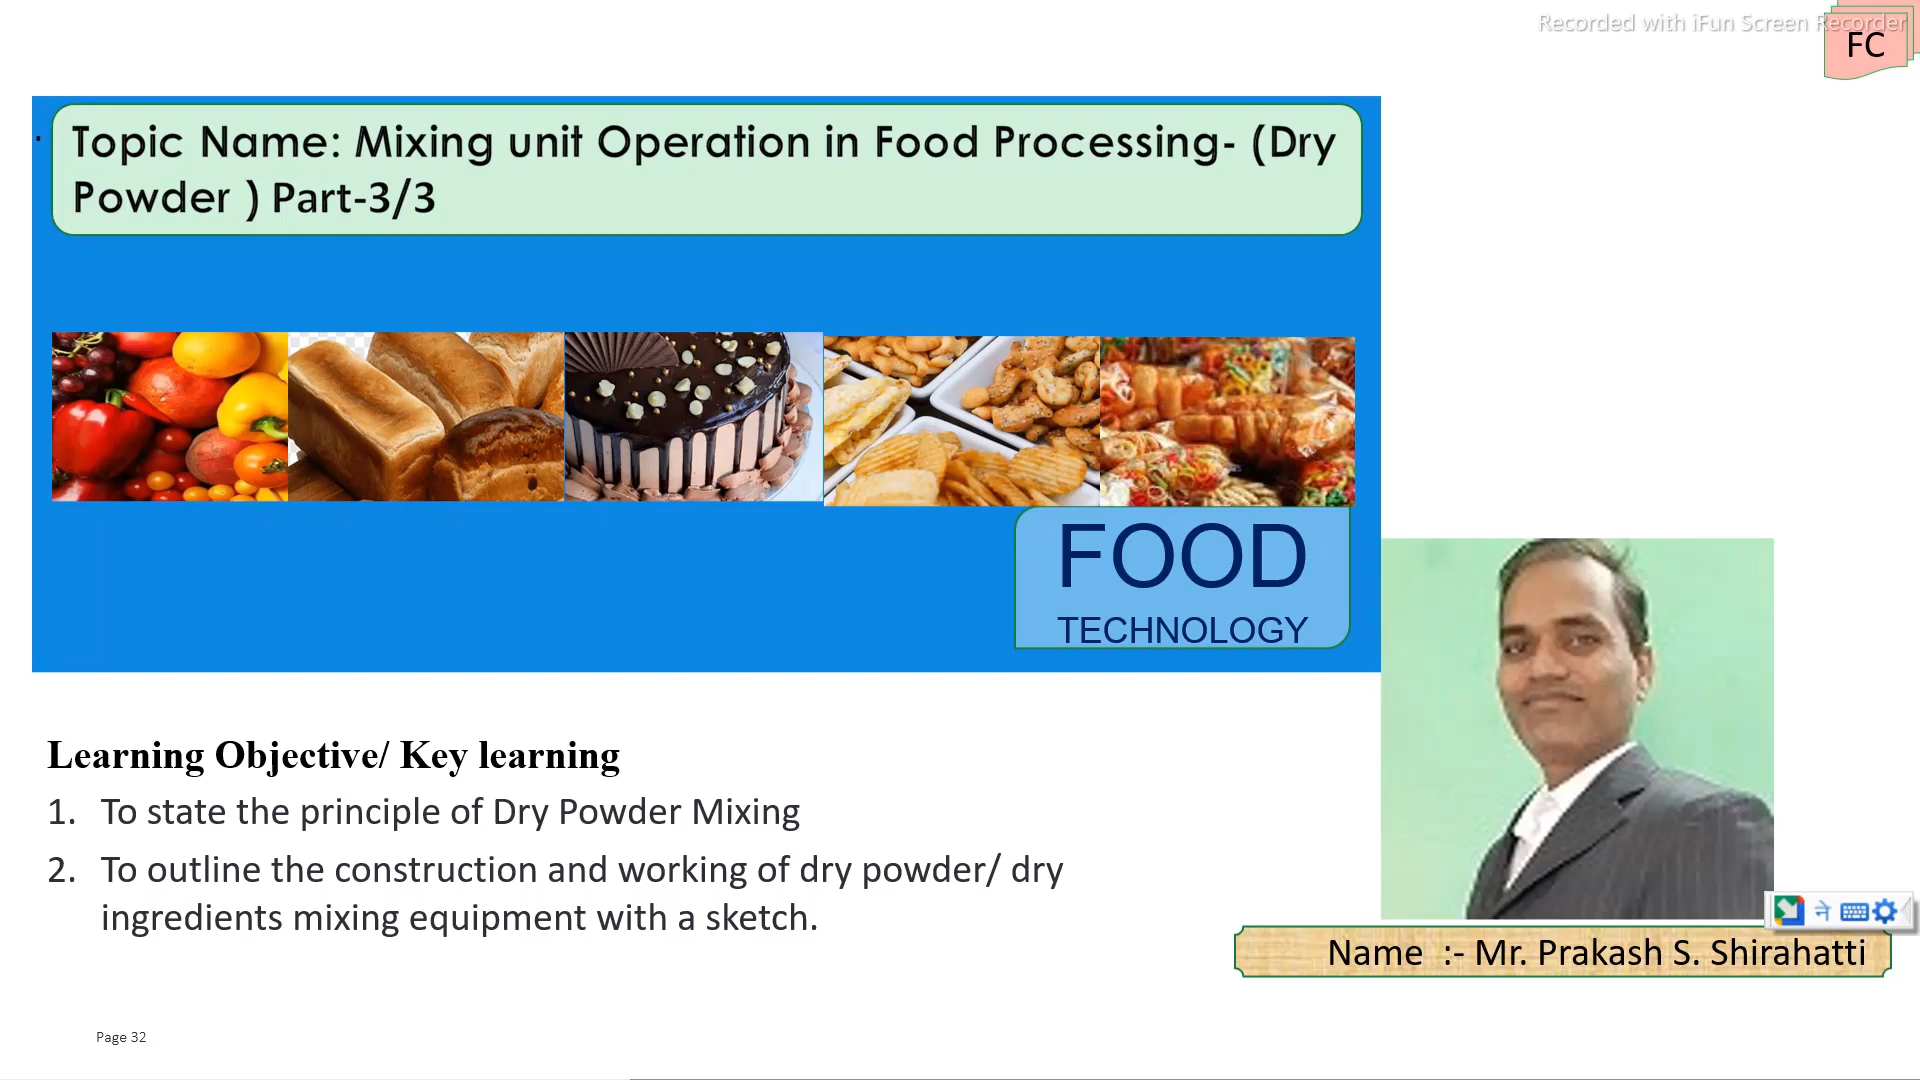 Recorded with iFun Screen Recorder
FC
Topic Name: Mixing unit Operation in Food Processing- (Dry
Powder ) Part-3/3
FOOD
TECHNOLOGY
Learning Objective/ Key learning
1. To state the principle of Dry Powder Mixing
2. To outline the construction and working of dry powder/ dry
ingredients mixing equipment with a sketch.
ने
Name :- Mr. Prakash S. Shirahatti
Page 32